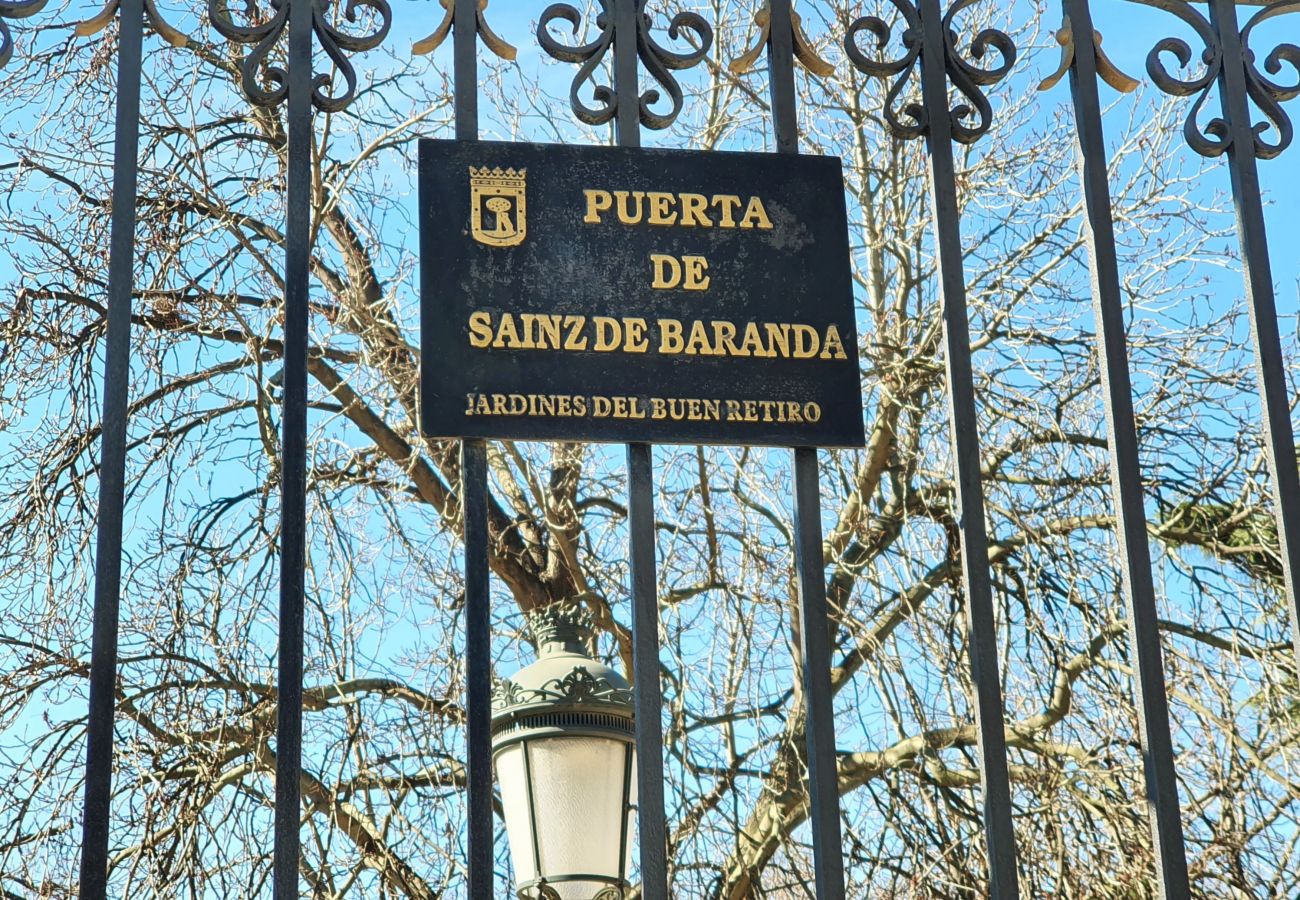 PUERTA
DE
SAINZ DE BARANDA
JARDINES DEL BUEN RETIRO